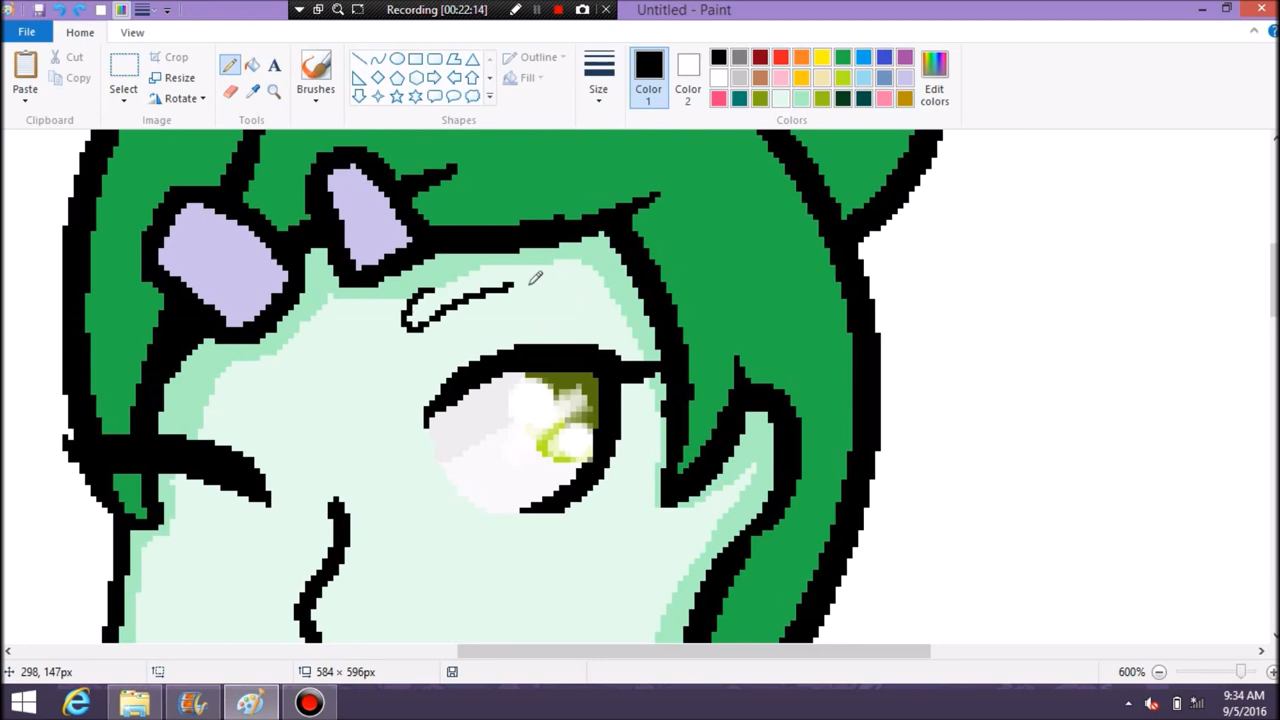 Recording [00:22:14]
Untitled - Paint
File
Home
View
Paste
Cut
Copy
Clipboard
Select
Crop
Resize
Rotate
Image
A
Tools
Brushes
Outline
Fill
Shapes
Size
Color
1
Color
2
Edit
colors
Colors
298, 147px
584 × 596px
600%
9:34 AM
9/5/2016